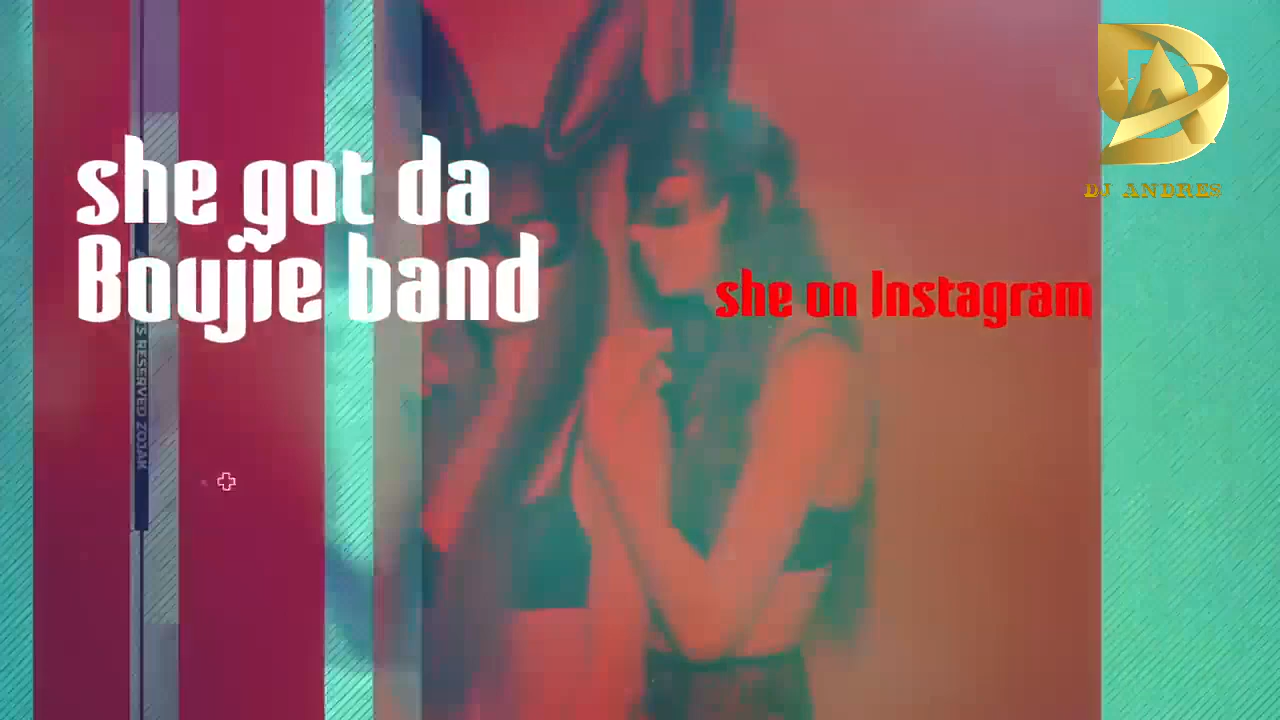 she got da
Boujie band
she on Instagram
DJ ANDRES
S RESERVED ZOJAK